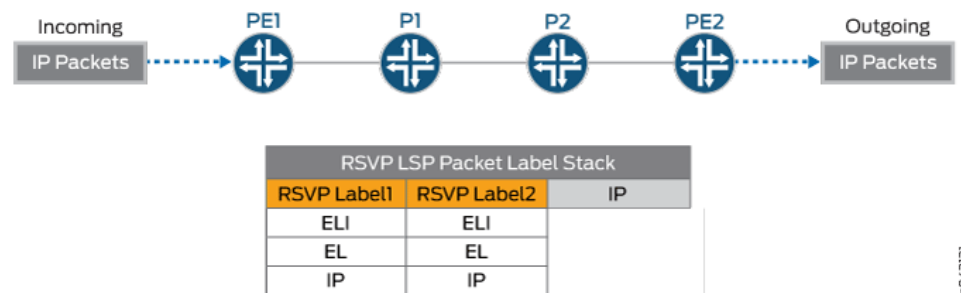 Incoming PE1 P1 P2 PE2 Outgoing
IP Packets IP Packets
RSVP LSP Packet Label Stack
RSVP Label1 RSVP Label2 IP
ELI ELI
EL EL
IP IP